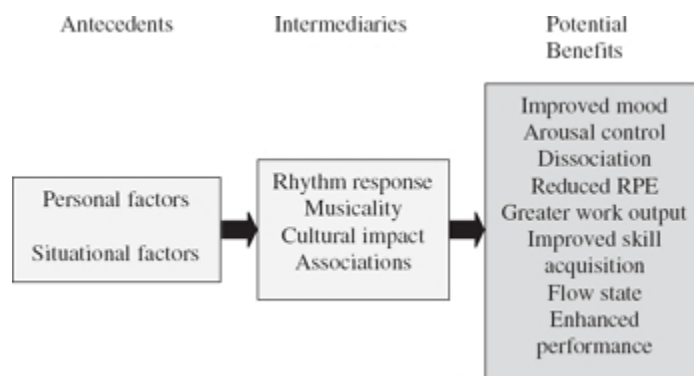 Antecedents
Intermediaries
Potential
Benefits
Personal factors
Situational factors
Rhythm response
Musicality
Cultural impact
Associations
Improved mood
Arousal control
Dissociation
Reduced RPE
Greater work output
Improved skill
acquisition
Flow state
Enhanced
performance